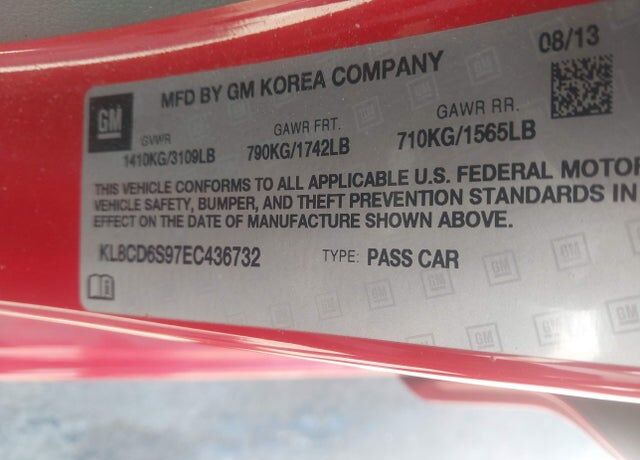 08/13
MFD BY GM KOREA COMPANY
GM
GVWR GAWR FRT. GAWR RR.
1410KG/3109LB 790KG/1742LB 710KG/1565LB
THIS VEHICLE CONFORMS TO ALL APPLICABLE U.S. FEDERAL MOTOR
VEHICLE SAFETY, BUMPER, AND THEFT PREVENTION STANDARDS IN
EFFECT ON THE DATE OF MANUFACTURE SHOWN ABOVE.
KL8CD6S97EC436732 TYPE: PASS CAR